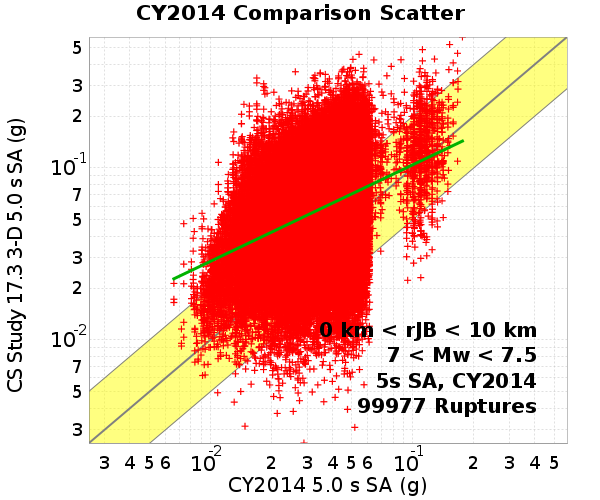 CY2014 Comparison Scatter
CS Study 17.3 3-D 5.0 s SA (g)
5
3
2
10^-1
7
5
3
2
10^-2
7
5
3
0 km < rJB < 10 km
7 < Mw < 7.5
5s SA, CY2014
99977 Ruptures
3 4 5 6 10^-2 2 3 4 5 6 10^-1 2 3 4 5
CY2014 5.0 s SA (g)